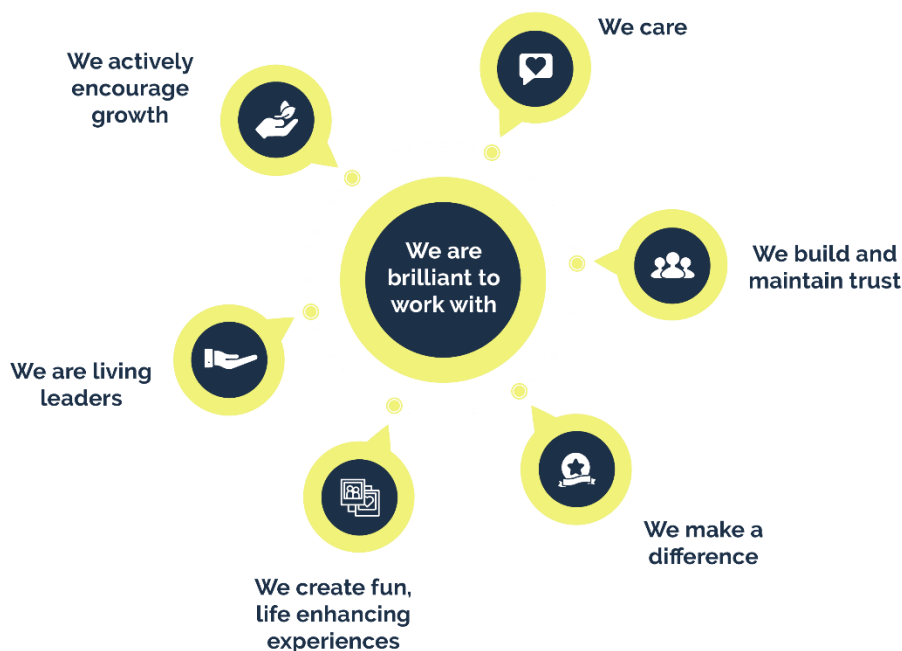 We care
We actively
encourage
growth
We are
brilliant to
work with
We build and
maintain trust
We are living
leaders
We make a
difference
We create fun,
life enhancing
experiences